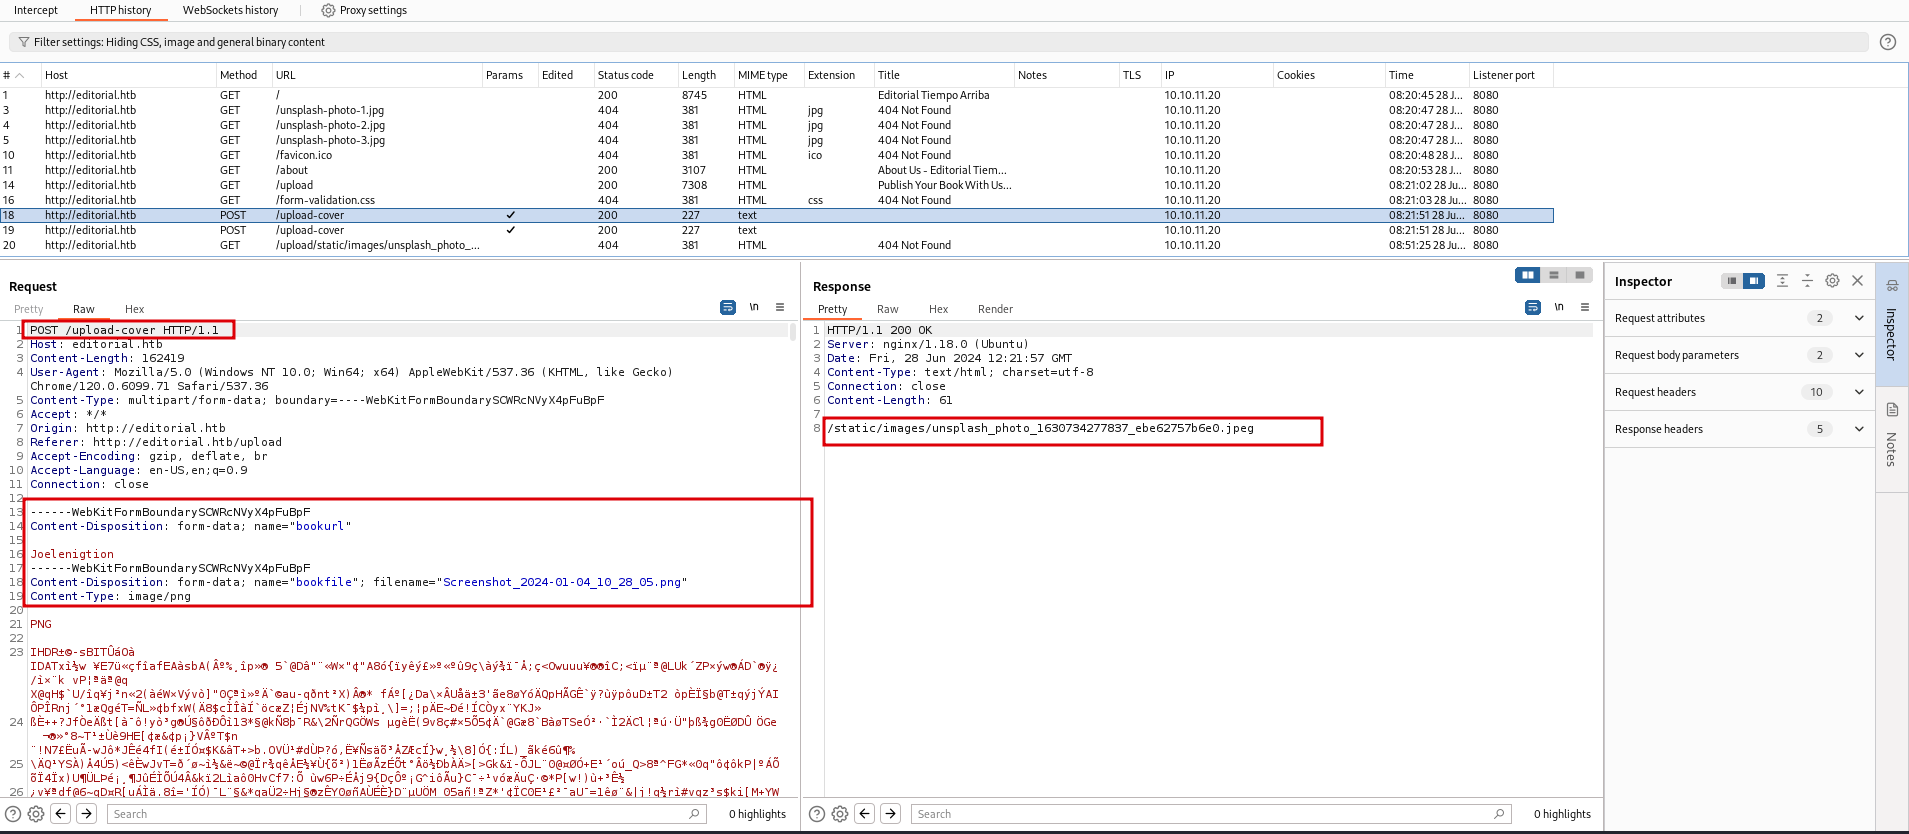 Intercept HTTP history WebSockets history Proxy settings
Filter settings: Hiding CSS, image and general binary content
# Host Method URL Params Edited Status code Length MIME type Extension Title Notes TLS IP Cookies Time Listener port
1 http://editorial.htb GET / 200 8745 HTML Editorial Tiempo Arriba 10.10.11.20 08:20:45 28 J... 8080
3 http://editorial.htb GET /unsplash-photo-1.jpg 404 381 HTML jpg 404 Not Found 10.10.11.20 08:20:47 28 J... 8080
4 http://editorial.htb GET /unsplash-photo-2.jpg 404 381 HTML jpg 404 Not Found 10.10.11.20 08:20:47 28 J... 8080
5 http://editorial.htb GET /unsplash-photo-3.jpg 404 381 HTML jpg 404 Not Found 10.10.11.20 08:20:47 28 J... 8080
10 http://editorial.htb GET /favicon.ico 404 381 HTML ico 404 Not Found 10.10.11.20 08:20:48 28 J... 8080
11 http://editorial.htb GET /about 200 3107 HTML About Us - Editorial Tiem... 10.10.11.20 08:20:53 28 J... 8080
14 http://editorial.htb GET /upload 200 7308 HTML Publish Your Book With Us... 10.10.11.20 08:21:02 28 Ju... 8080
16 http://editorial.htb GET /form-validation.css 404 381 HTML css 404 Not Found 10.10.11.20 08:21:03 28 Ju... 8080
18 http://editorial.htb POST /upload-cover ✓ 200 227 text 10.10.11.20 08:21:51 28 Ju... 8080
19 http://editorial.htb POST /upload-cover ✓ 200 227 text 10.10.11.20 08:21:51 28 Ju... 8080
20 http://editorial.htb GET /upload/static/images/unsplash_photo_... 404 381 HTML 404 Not Found 10.10.11.20 08:51:25 28 Ju... 8080
Request
Pretty Raw Hex \n
1 POST /upload-cover HTTP/1.1
2 Host: editorial.htb
3 Content-Length: 162419
4 User-Agent: Mozilla/5.0 (Windows NT 10.0; Win64; x64) AppleWebKit/537.36 (KHTML, like Gecko)
Chrome/120.0.6099.71 Safari/537.36
5 Content-Type: multipart/form-data; boundary=----WebKitFormBoundarySCWRcNVyX4pFuBpF
6 Accept: */*
7 Origin: http://editorial.htb
8 Referer: http://editorial.htb/upload
9 Accept-Encoding: gzip, deflate, br
10 Accept-Language: en-US,en;q=0.9
11 Connection: close
12
13 ------WebKitFormBoundarySCWRcNVyX4pFuBpF
14 Content-Disposition: form-data; name="bookurl"
15
16 Joelenigtion
17 ------WebKitFormBoundarySCWRcNVyX4pFuBpF
18 Content-Disposition: form-data; name="bookfile"; filename="Screenshot_2024-01-04_10_28_05.png"
19 Content-Type: image/png
20
21 PNG
22
23
24
25
26
Search 0 highlights
Response
Pretty Raw Hex Render \n
1 HTTP/1.1 200 OK
2 Server: nginx/1.18.0 (Ubuntu)
3 Date: Fri, 28 Jun 2024 12:21:57 GMT
4 Content-Type: text/html; charset=utf-8
5 Connection: close
6 Content-Length: 61
7
8 /static/images/unsplash_photo_1630734277837_ebe62757b6e0.jpeg
Search 0 highlights
Inspector
Request attributes 2
Request body parameters 2
Request headers 10
Response headers 5
Inspector
Notes